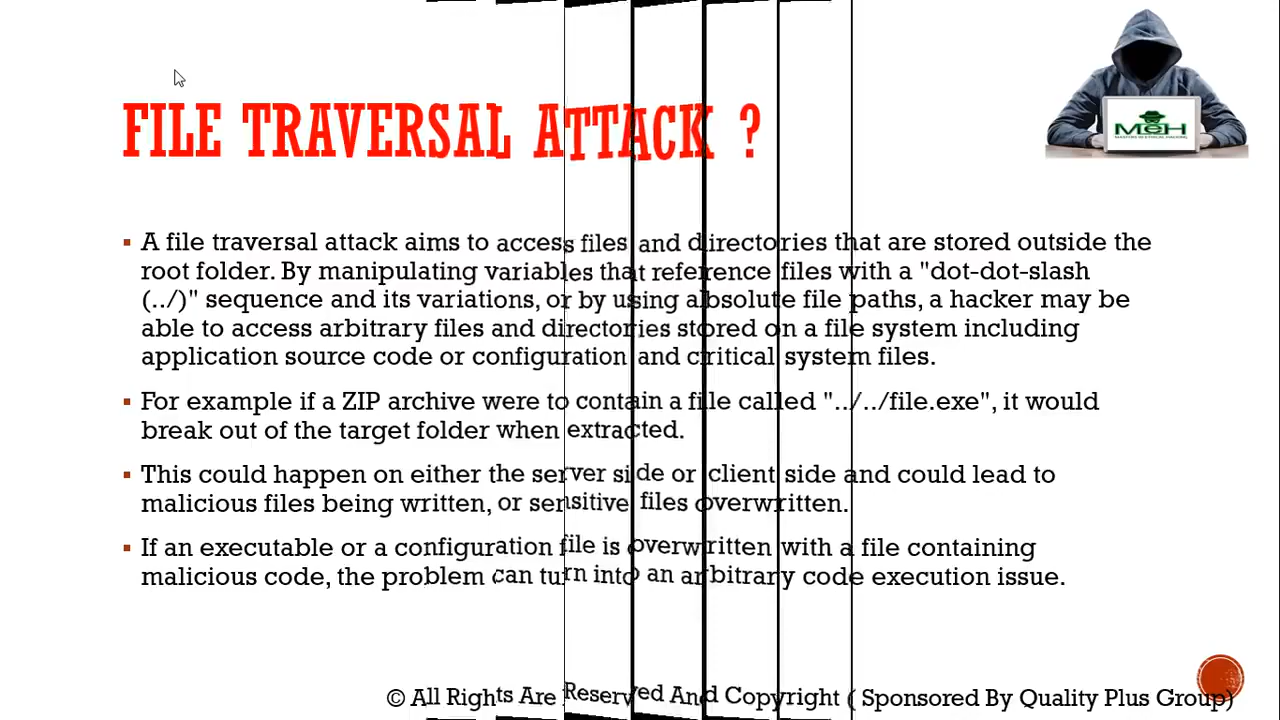 FILE TRAVERSAL ATTACK ?
MeH
A file traversal attack aims to access files and directories that are stored outside the
root folder. By manipulating variables that reference files with a "dot-dot-slash
(../)" sequence and its variations, or by using absolute file paths, a hacker may be
able to access arbitrary files and directories stored on a file system including
application source code or configuration and critical system files.
For example if a ZIP archive were to contain a file called "../../file.exe", it would
break out of the target folder when extracted.
This could happen on either the server side or client side and could lead to
malicious files being written, or sensitive files overwritten.
If an executable or a configuration file is overwritten with a file containing
malicious code, the problem can turn into an arbitrary code execution issue.
© All Rights Are Reserved And Copyright ( Sponsored By Quality Plus Group)